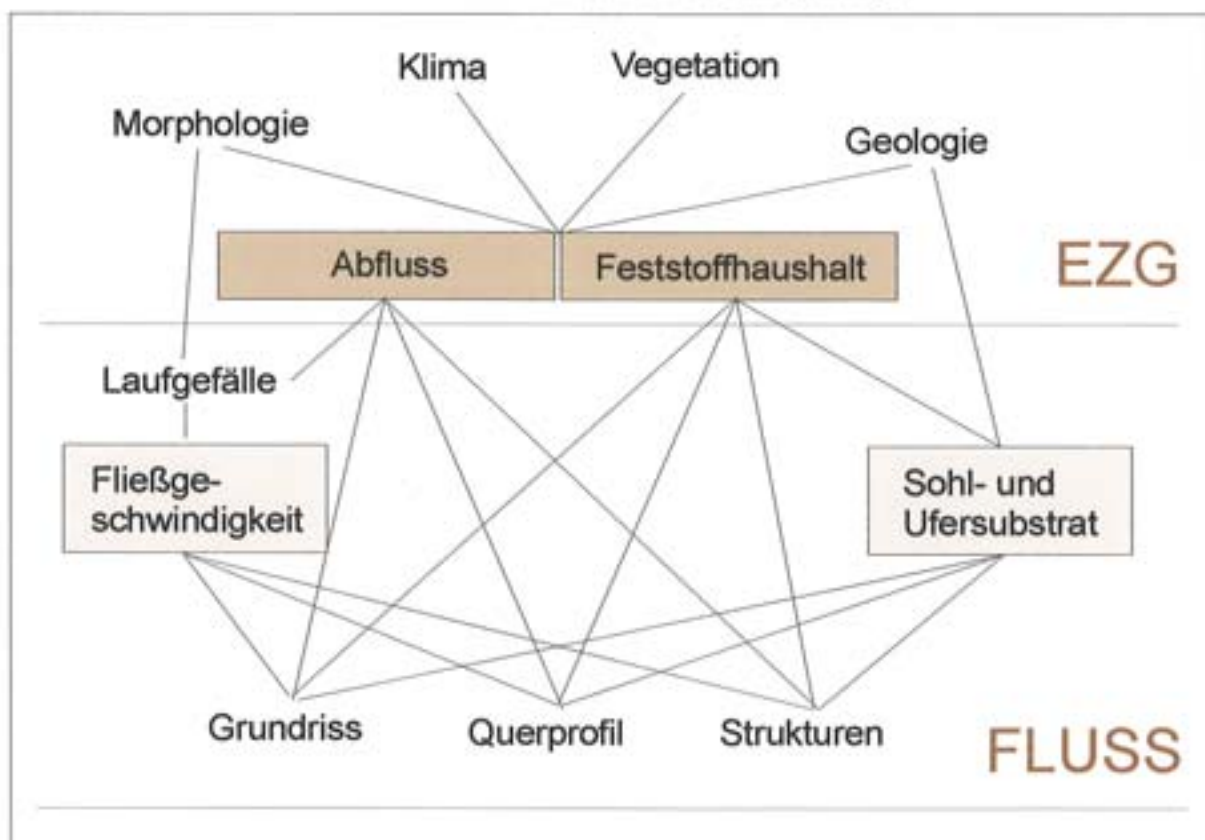 Klima
Vegetation
Morphologie
Geologie
Abfluss
Feststoffhaushalt
EZG
Laufgefälle
Fließge-
schwindigkeit
Sohl- und
Ufersubstrat
Grundriss
Querprofil
Strukturen
FLUSS